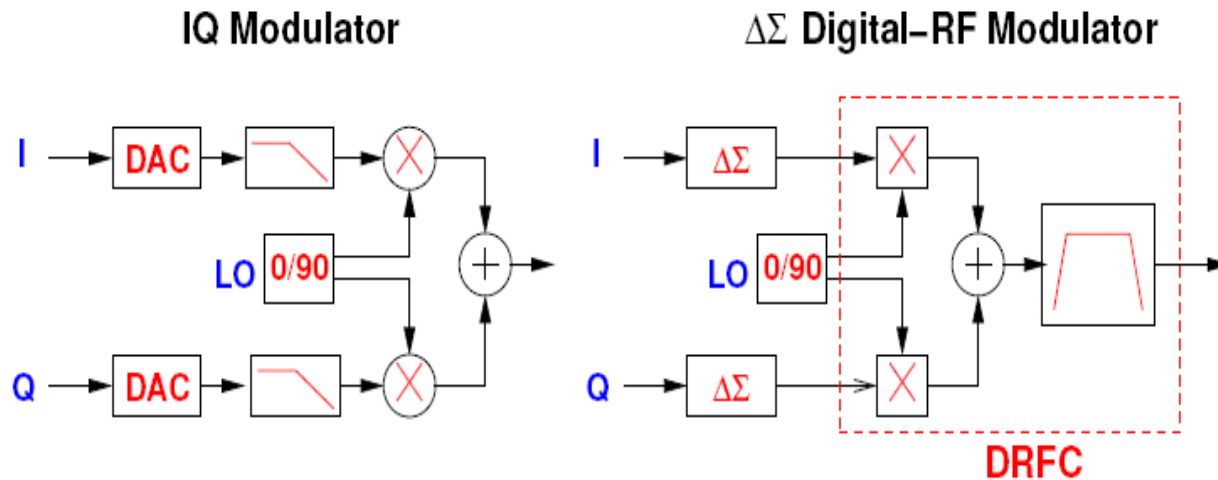 IQ Modulator
I
DAC
LO
0/90
+
Q
DAC
ΔΣ Digital–RF Modulator
I
ΔΣ
LO
0/90
+
Q
ΔΣ
DRFC